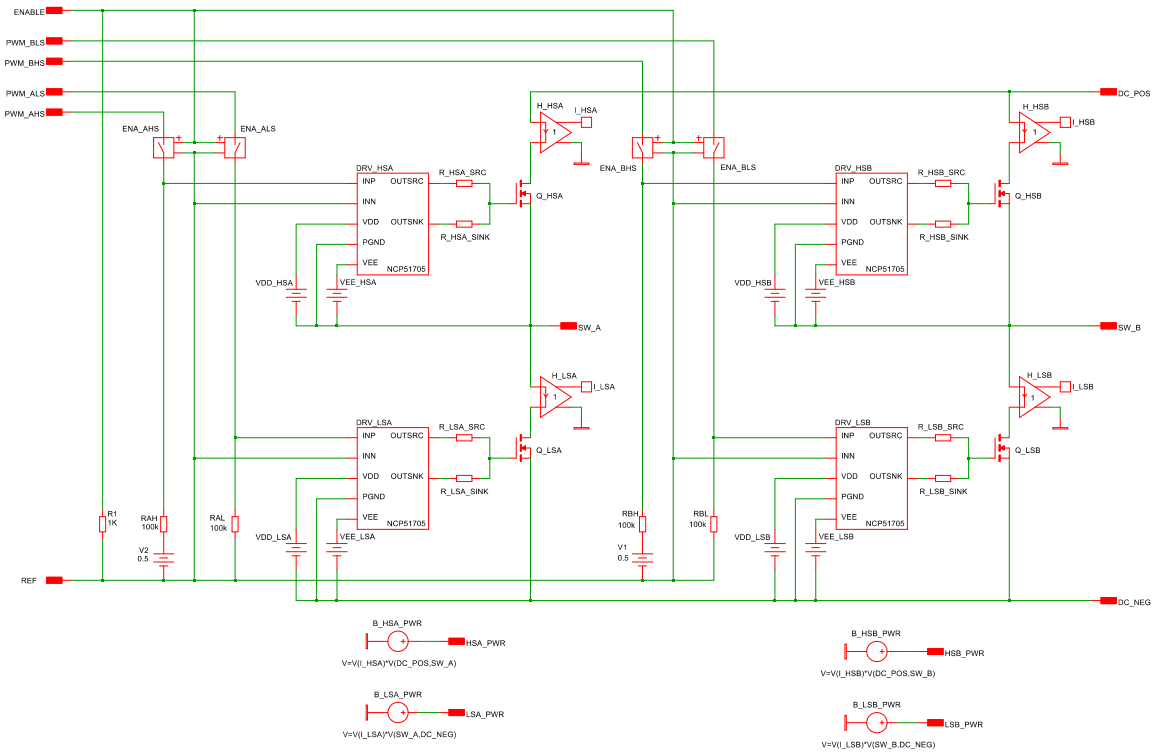 ENABLE
PWM_BLS
PWM_BHS
PWM_ALS
DC_POS
PWM_AHS
H_HSA
I_HSA
H_HSB
I_HSB
1
1
ENA_AHS
ENA_ALS
ENA_BHS
ENA_BLS
DRV_HSA
INP
INN
VDD
PGND
VEE
OUTSRC
OUTSNK
NCP51705
R_HSA_SRC
R_HSA_SINK
Q_HSA
VDD_HSA
VEE_HSA
SW_A
DRV_HSB
INP
INN
VDD
PGND
VEE
OUTSRC
OUTSNK
NCP51705
R_HSB_SRC
R_HSB_SINK
Q_HSB
VDD_HSB
VEE_HSB
SW_B
H_LSA
I_LSA
1
H_LSB
I_LSB
1
DRV_LSA
INP
INN
VDD
PGND
VEE
OUTSRC
OUTSNK
NCP51705
R_LSA_SRC
R_LSA_SINK
Q_LSA
VDD_LSA
VEE_LSA
DRV_LSB
INP
INN
VDD
PGND
VEE
OUTSRC
OUTSNK
NCP51705
R_LSB_SRC
R_LSB_SINK
Q_LSB
VDD_LSB
VEE_LSB
R1
1K
RAH
100k
RAL
100k
V2
0.5
RBH
100k
RBL
100k
V1
0.5
REF
DC_NEG
B_HSA_PWR
HSA_PWR
V=V(I_HSA)*V(DC_POS,SW_A)
B_HSB_PWR
HSB_PWR
V=V(I_HSB)*V(DC_POS,SW_B)
B_LSA_PWR
LSA_PWR
V=V(I_LSA)*V(SW_A,DC_NEG)
B_LSB_PWR
LSB_PWR
V=V(I_LSB)*V(SW_B,DC_NEG)